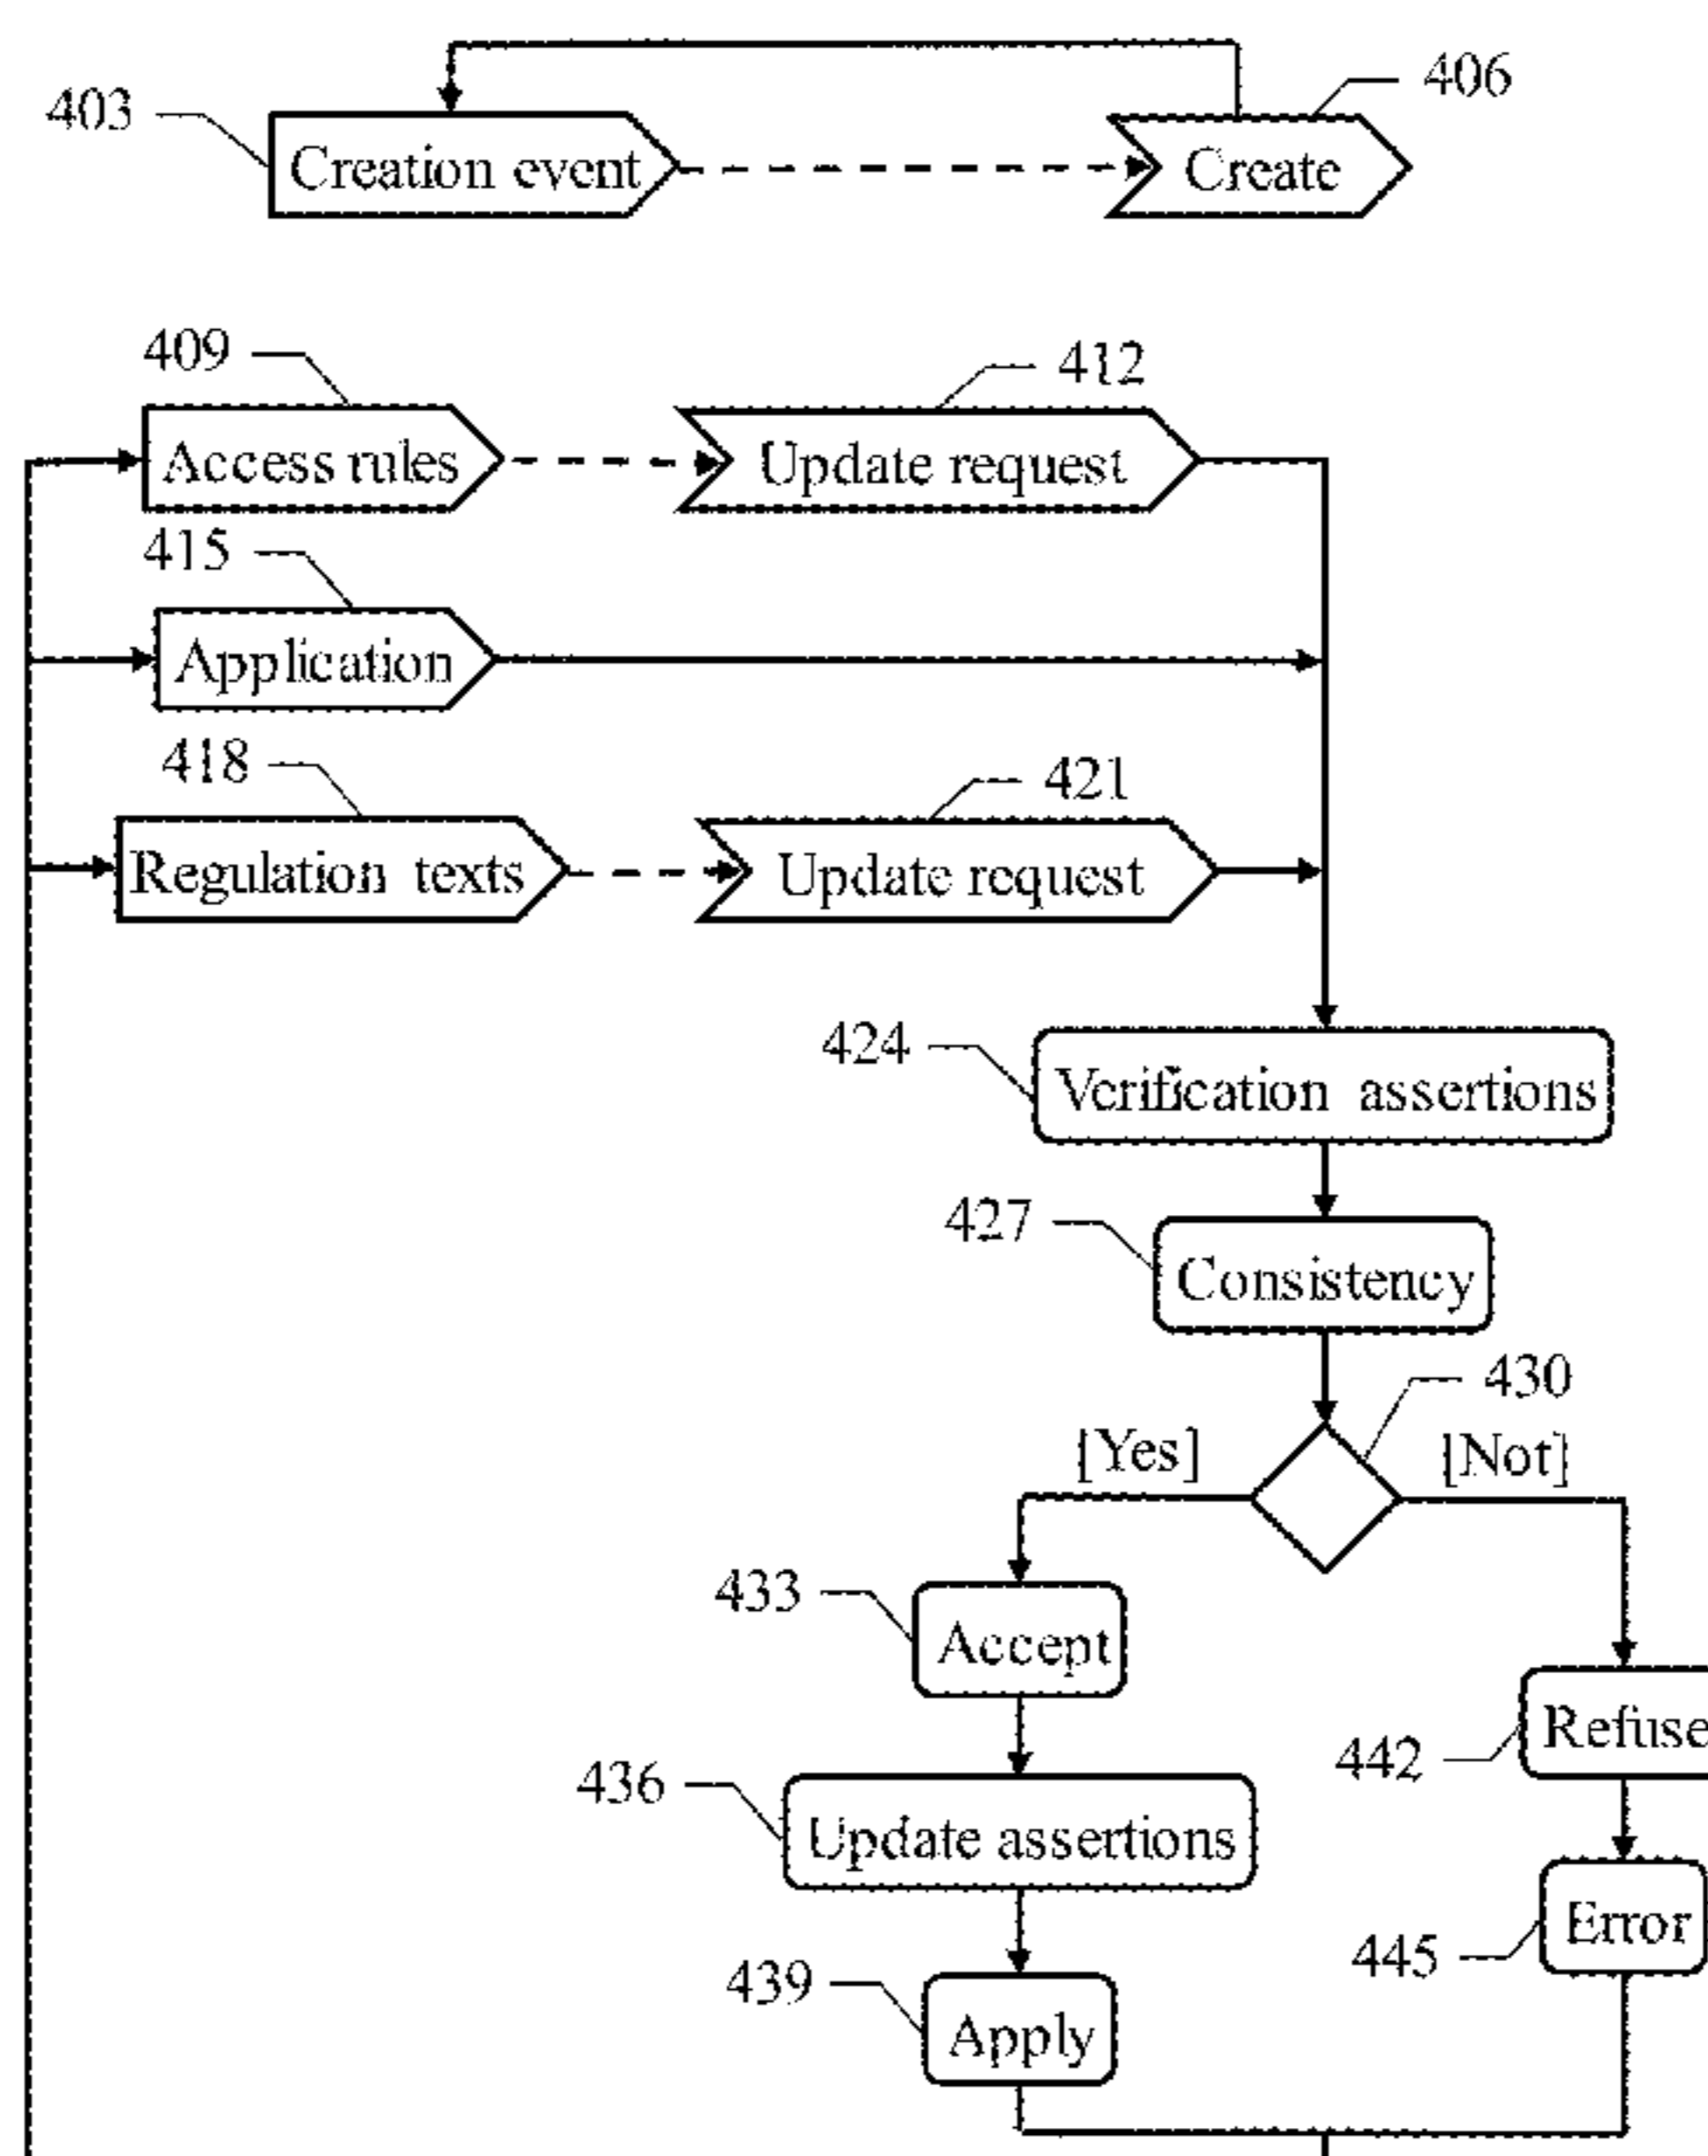 403
Creation event
406
Create
409
Access rules
412
Update request
415
Application
418
Regulation texts
421
Update request
424
Verification assertions
427
Consistency
430
[Yes]
[Not]
433
Accept
442
Refuse
436
Update assertions
445
Error
439
Apply